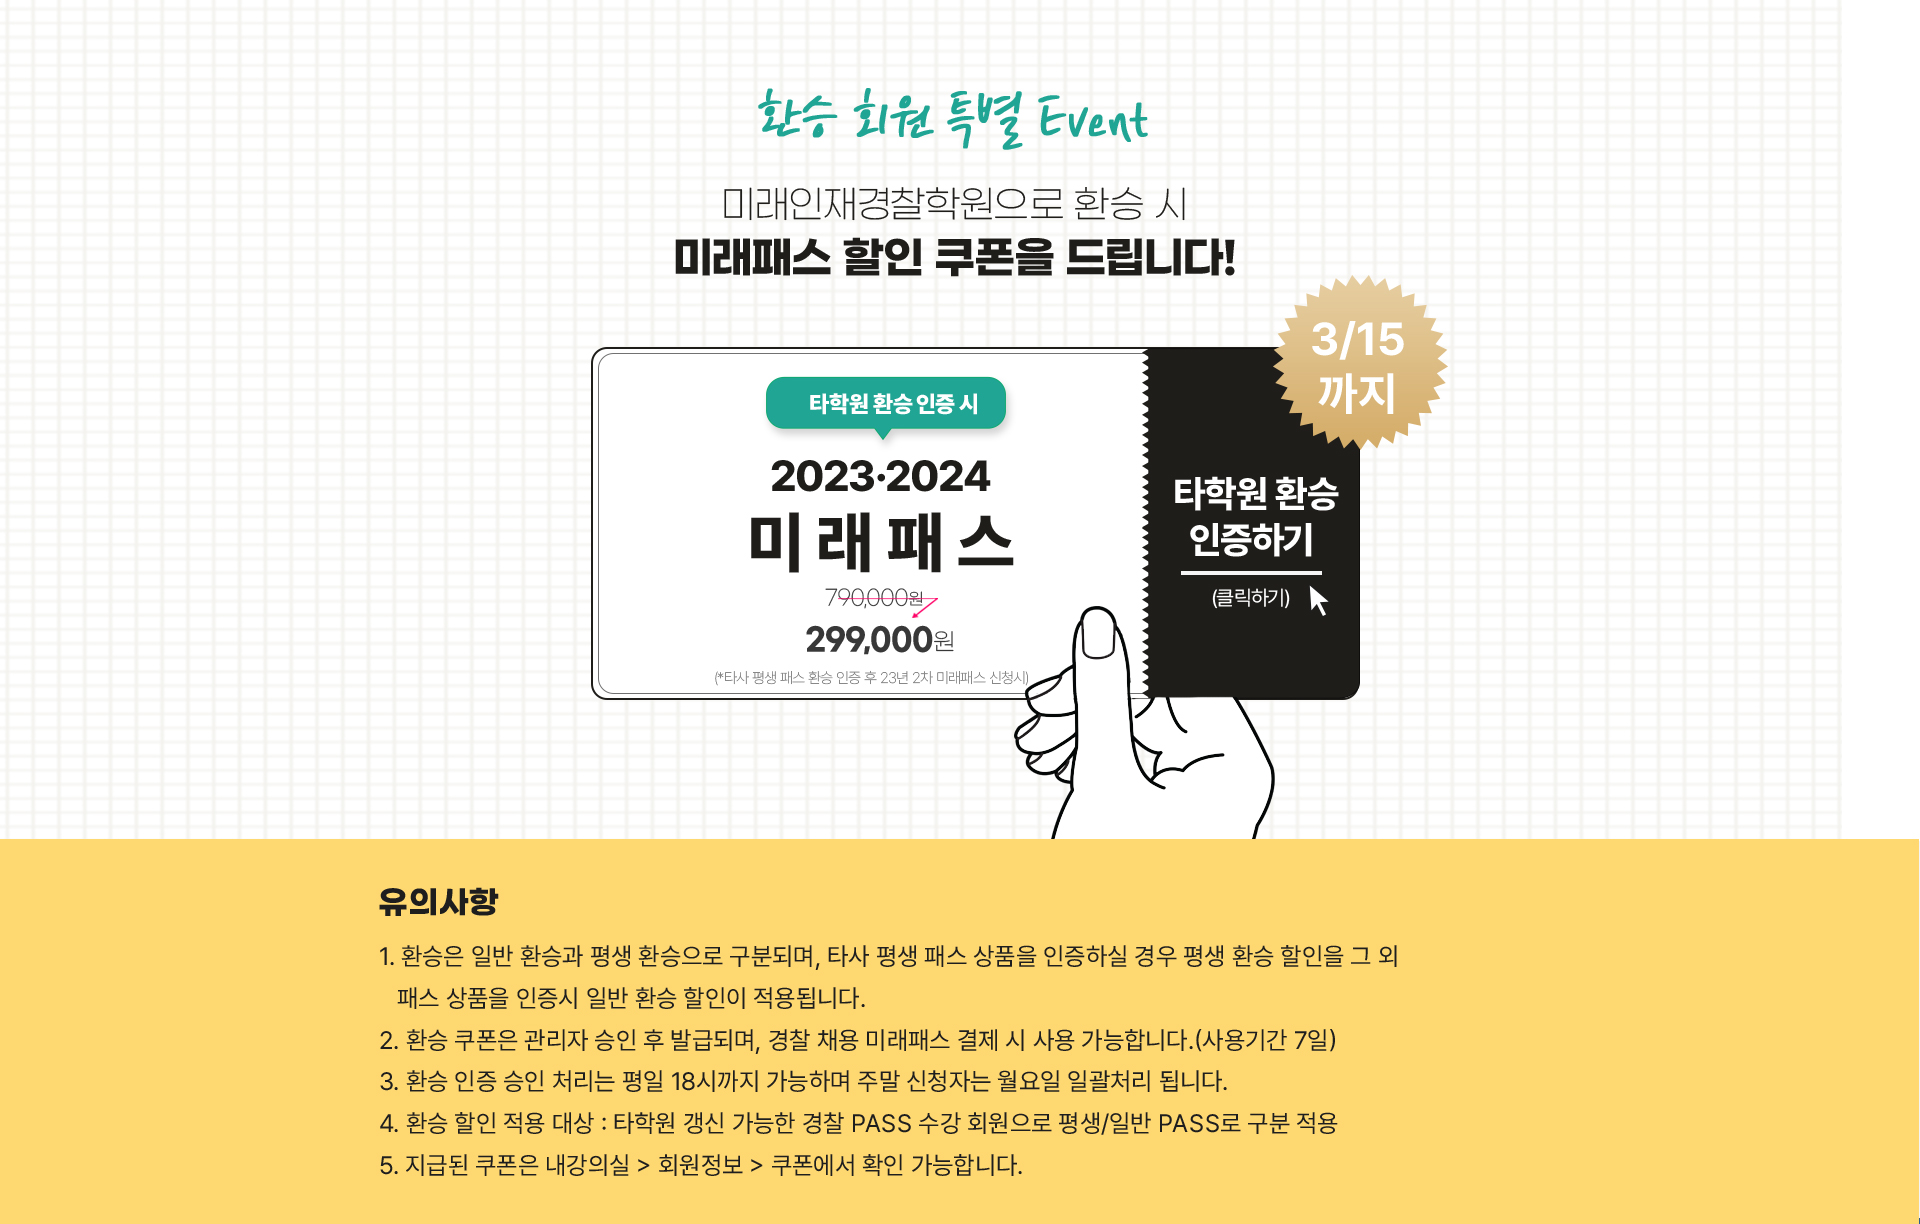 환승 회원 특별 Event
미래인재경찰학원으로 환승 시
미래패스 할인 쿠폰을 드립니다!
3/15
까지
타학원 환승 인증 시
2023·2024
미래패스
790,000원
299,000원
(*타사 평생 패스 환승 인증 후 23년 2차 미래패스 신청시)
타학원 환승
인증하기
(클릭하기)
유의사항
1. 환승은 일반 환승과 평생 환승으로 구분되며, 타사 평생 패스 상품을 인증하실 경우 평생 환승 할인을 그 외
패스 상품을 인증시 일반 환승 할인이 적용됩니다.
2. 환승 쿠폰은 관리자 승인 후 발급되며, 경찰 채용 미래패스 결제 시 사용 가능합니다.(사용기간 7일)
3. 환승 인증 승인 처리는 평일 18시까지 가능하며 주말 신청자는 월요일 일괄처리 됩니다.
4. 환승 할인 적용 대상 : 타학원 갱신 가능한 경찰 PASS 수강 회원으로 평생/일반 PASS로 구분 적용
5. 지급된 쿠폰은 내강의실 > 회원정보 > 쿠폰에서 확인 가능합니다.